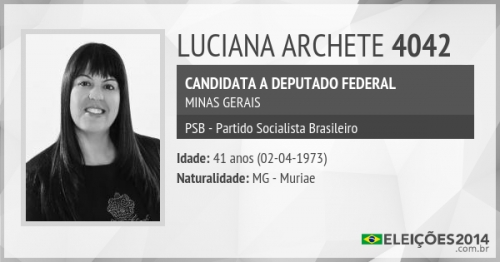 LUCIANA ARCHETE 4042
CANDIDATA A DEPUTADO FEDERAL
MINAS GERAIS
PSB - Partido Socialista Brasileiro
Idade: 41 anos (02-04-1973)
Naturalidade: MG - Muriae
ELEIÇÕES2014
.com.br